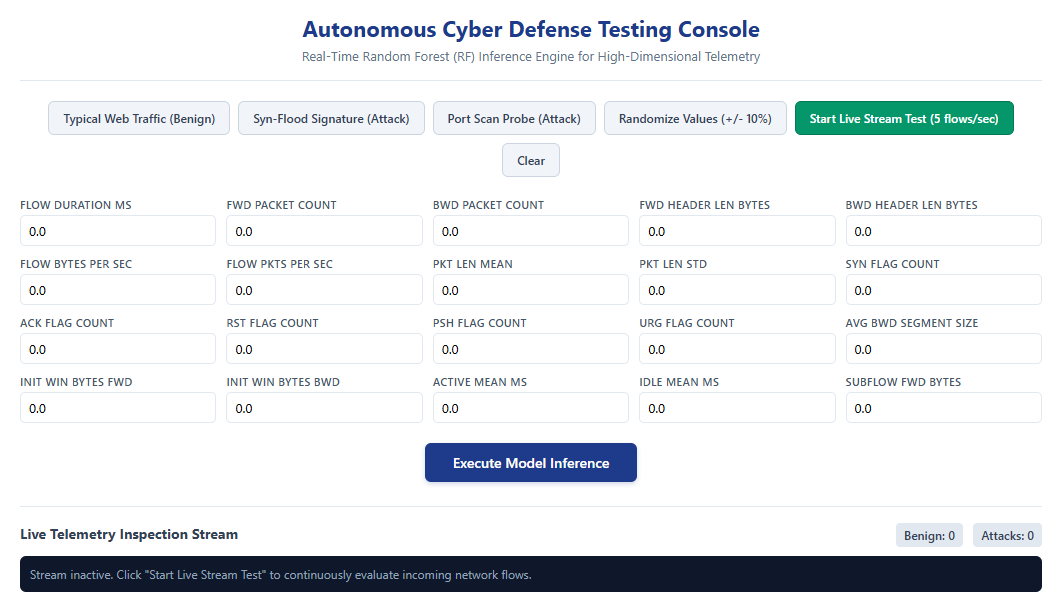 Autonomous Cyber Defense Testing Console
Real-Time Random Forest (RF) Inference Engine for High-Dimensional Telemetry
Typical Web Traffic (Benign) Syn-Flood Signature (Attack) Port Scan Probe (Attack) Randomize Values (+/- 10%) Start Live Stream Test (5 flows/sec)
Clear
FLOW DURATION MS FWD PACKET COUNT BWD PACKET COUNT FWD HEADER LEN BYTES BWD HEADER LEN BYTES
0.0 0.0 0.0 0.0 0.0
FLOW BYTES PER SEC FLOW PKTS PER SEC PKT LEN MEAN PKT LEN STD SYN FLAG COUNT
0.0 0.0 0.0 0.0 0.0
ACK FLAG COUNT RST FLAG COUNT PSH FLAG COUNT URG FLAG COUNT AVG BWD SEGMENT SIZE
0.0 0.0 0.0 0.0 0.0
INIT WIN BYTES FWD INIT WIN BYTES BWD ACTIVE MEAN MS IDLE MEAN MS SUBFLOW FWD BYTES
0.0 0.0 0.0 0.0 0.0
Execute Model Inference
Live Telemetry Inspection Stream Benign: 0 Attacks: 0
Stream inactive. Click "Start Live Stream Test" to continuously evaluate incoming network flows.